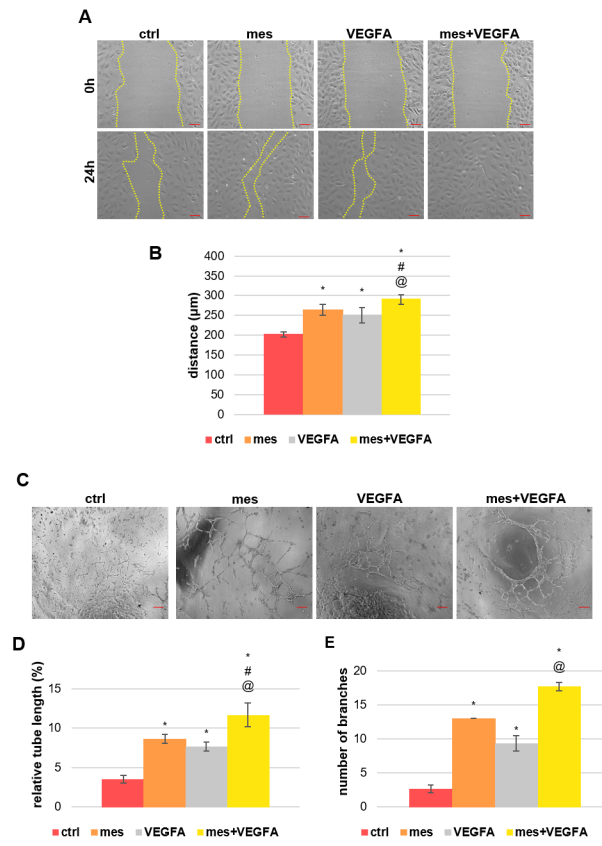 A
ctrl mes VEGFA mes+VEGFA
0h
24h
B
distance (µm)
400
350
300
250
200
150
100
50
0
* * * # @
ctrl mes VEGFA mes+VEGFA
C
ctrl mes VEGFA mes+VEGFA
D
relative tube length (%)
15
10
5
0
* * * # @
ctrl mes VEGFA mes+VEGFA
E
number of branches
20
15
10
5
0
* * * @
ctrl mes VEGFA mes+VEGFA